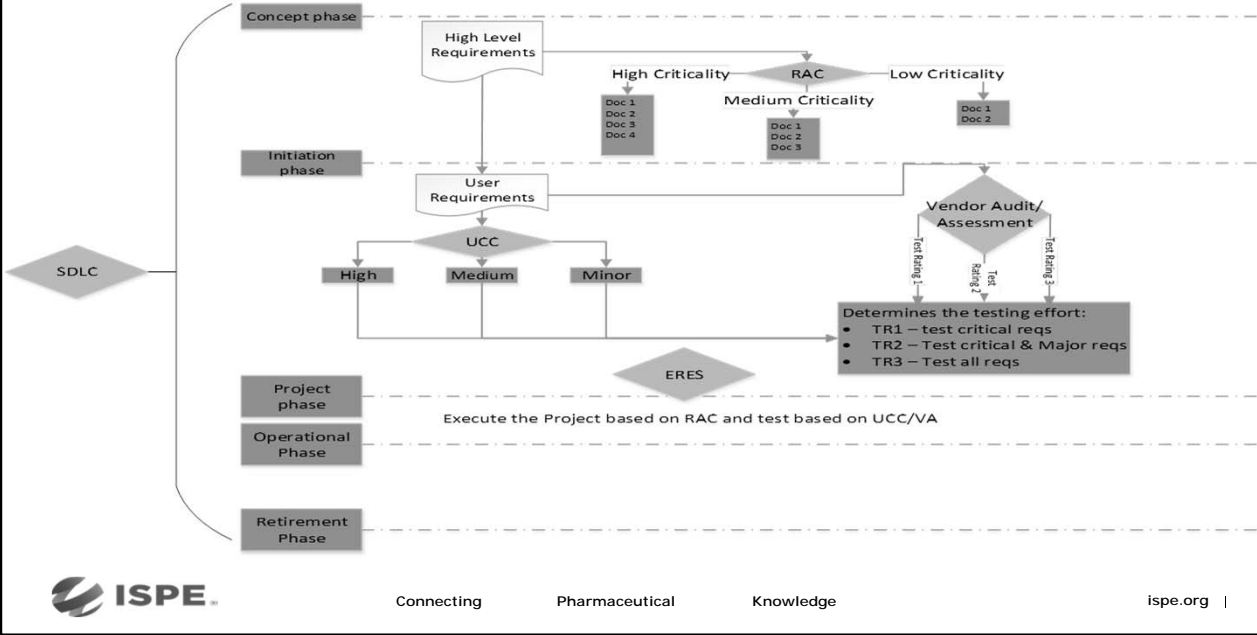 Concept phase
High Level
Requirements
RAC
High Criticality
Low Criticality
Medium Criticality
Doc 1
Doc 2
Doc 3
Doc 4
Doc 1
Doc 2
Doc 3
Doc 1
Doc 2
Initiation
phase
User
Requirements
Vendor Audit/
Assessment
UCC
High
Medium
Minor
Test Rating 1
Test
Rating 2
Test Rating 3
SDLC
Determines the testing effort:
• TR1 – test critical reqs
• TR2 – Test critical & Major reqs
• TR3 – Test all reqs
ERES
Project
phase
Execute the Project based on RAC and test based on UCC/VA
Operational
Phase
Retirement
Phase
ISPE®
Connecting Pharmaceutical Knowledge
ispe.org |